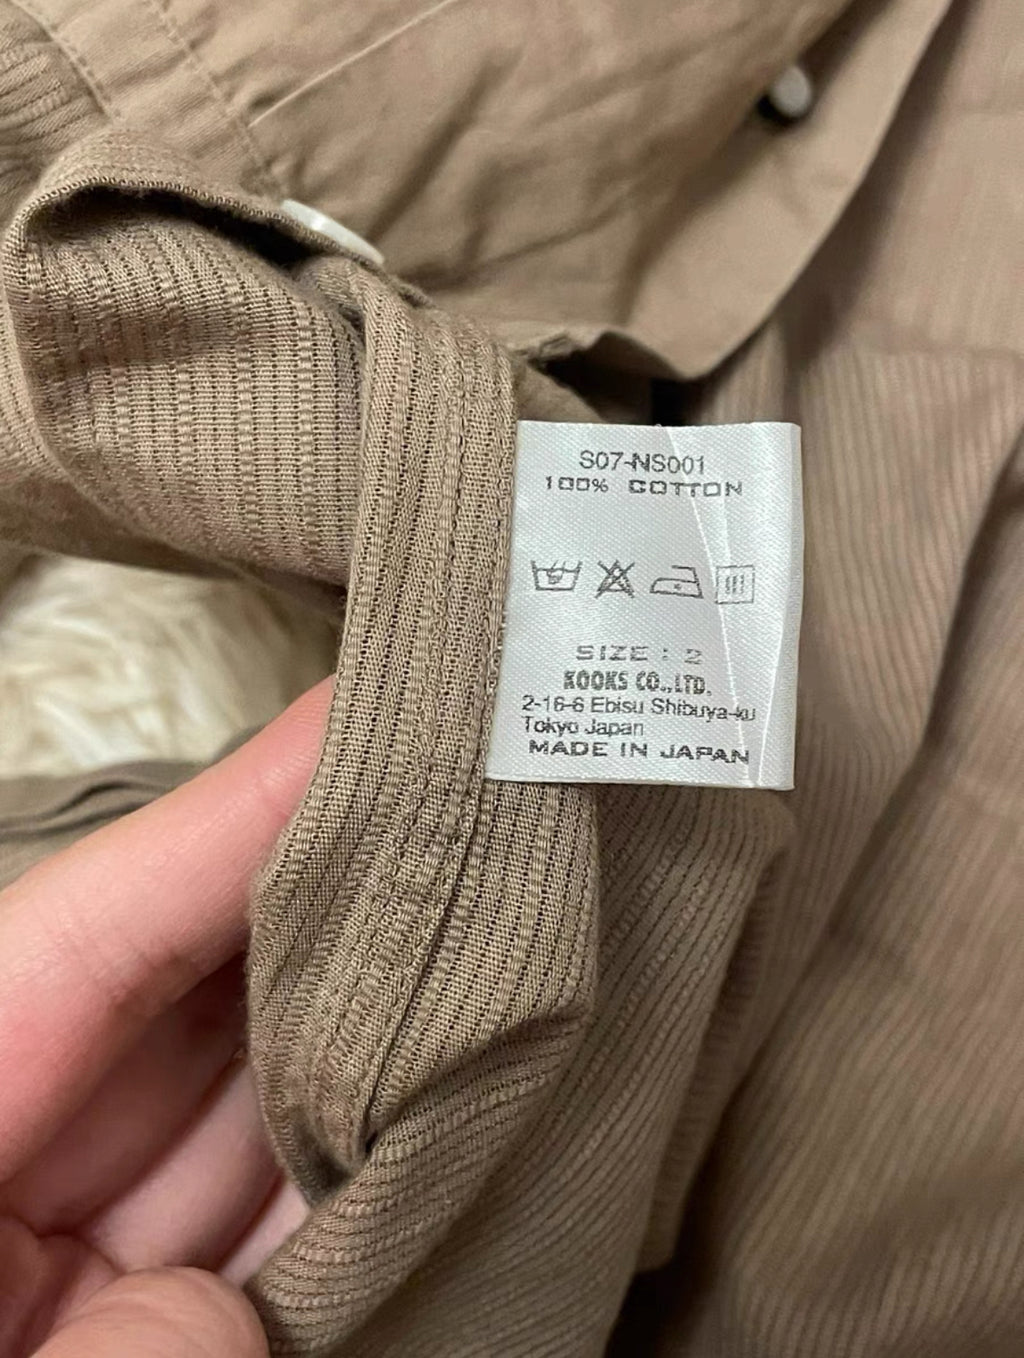 S07-NS001
100% COTTON
SIZE : 2
KOOKS CO.,LTD.
2-16-6 Ebisu Shibuya-ku
Tokyo Japan
MADE IN JAPAN